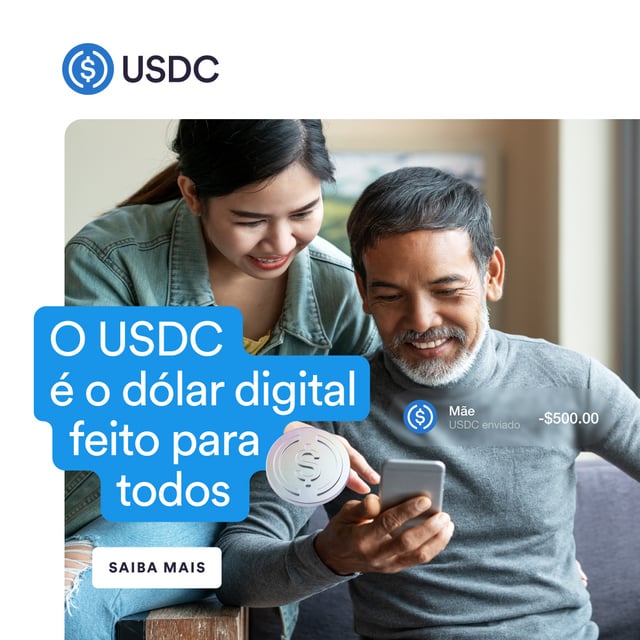 USDC
O USDC
é o dólar digital
feito para
todos
Mãe
USDC enviado
-$500.00
SAIBA MAIS